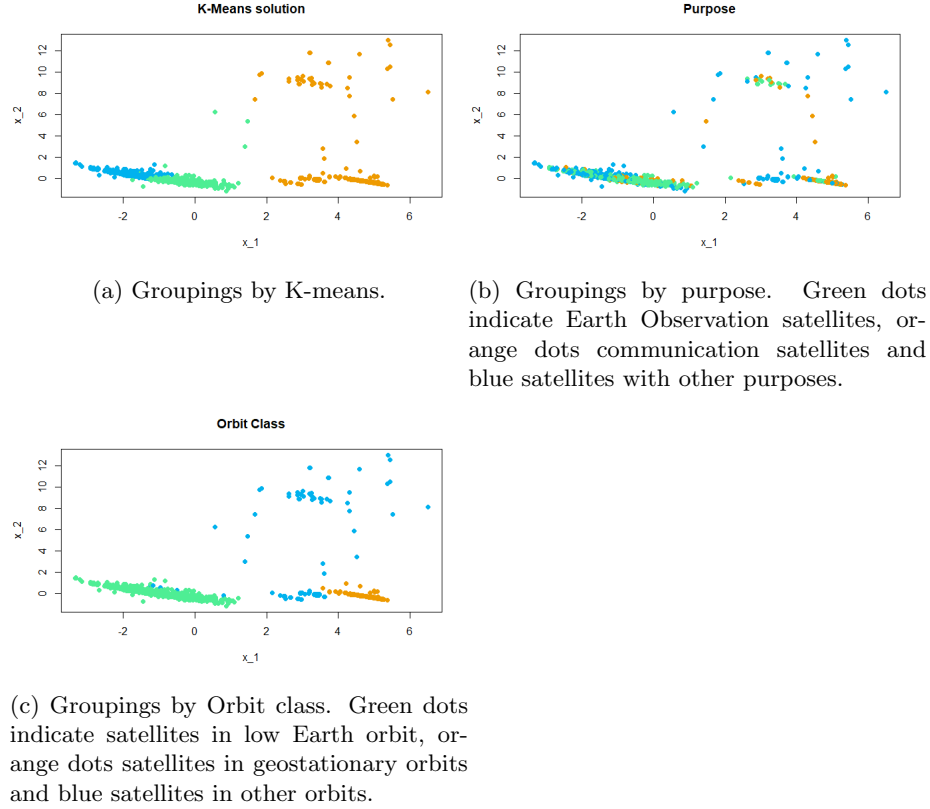 K-Means solution
12
10
8
6
4
2
0
x_2
-2
0
2
4
6
x_1
(a) Groupings by K-means.
Purpose
12
10
8
6
4
2
0
x_2
-2
0
2
4
6
x_1
(b) Groupings by purpose. Green dots
indicate Earth Observation satellites, or-
ange dots communication satellites and
blue satellites with other purposes.
Orbit Class
12
10
8
6
4
2
0
x_2
-2
0
2
4
6
x_1
(c) Groupings by Orbit class. Green dots
indicate satellites in low Earth orbit, or-
ange dots satellites in geostationary orbits
and blue satellites in other orbits.